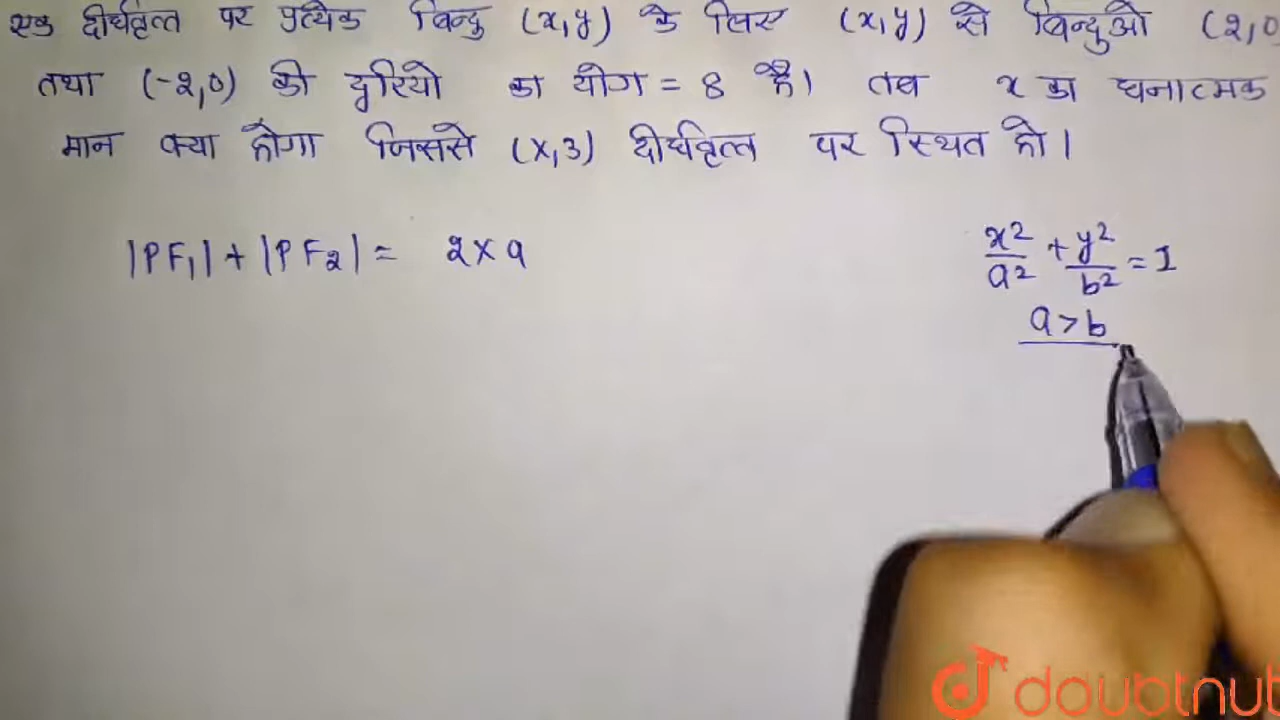 एक दीर्घवृत्त पर प्रत्येक बिन्दु (x,y) के लिए (x,y) से बिन्दुओ (2,0
तथा (-2,0) की दूरियो का योग = 8 है। तब x का धनात्मक
मान क्या होगा जिससे (x,3) दीर्घवृत्त पर स्थित हो।
|PF₁| + |PF₂| = 2 × a
x²/a² + y²/b² = 1
a > b
doubtnut